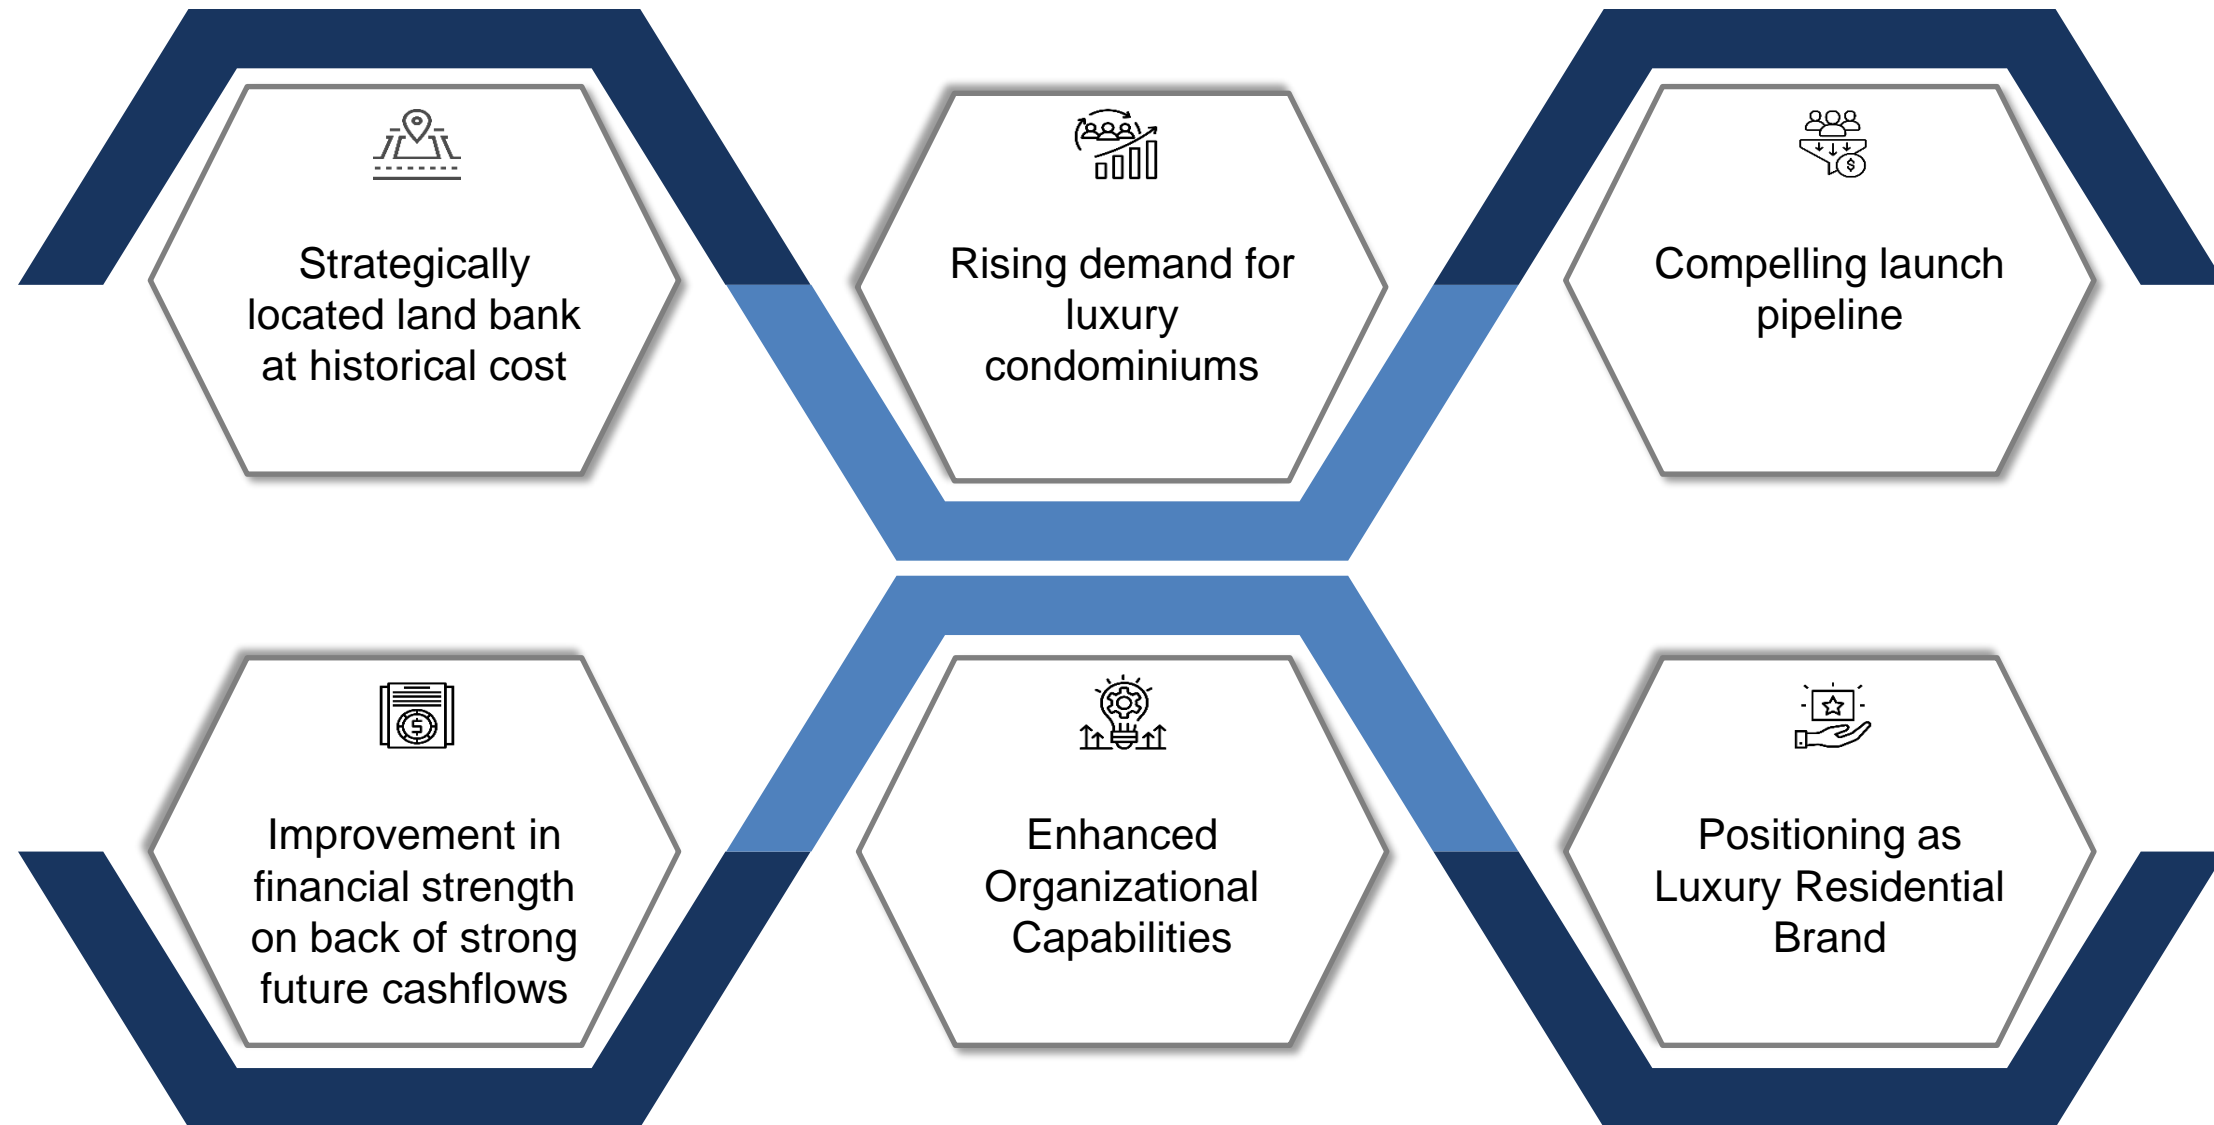 Strategically
located land bank
at historical cost
Rising demand for
luxury
condominiums
Compelling launch
pipeline
Improvement in
financial strength
on back of strong
future cashflows
Enhanced
Organizational
Capabilities
Positioning as
Luxury Residential
Brand